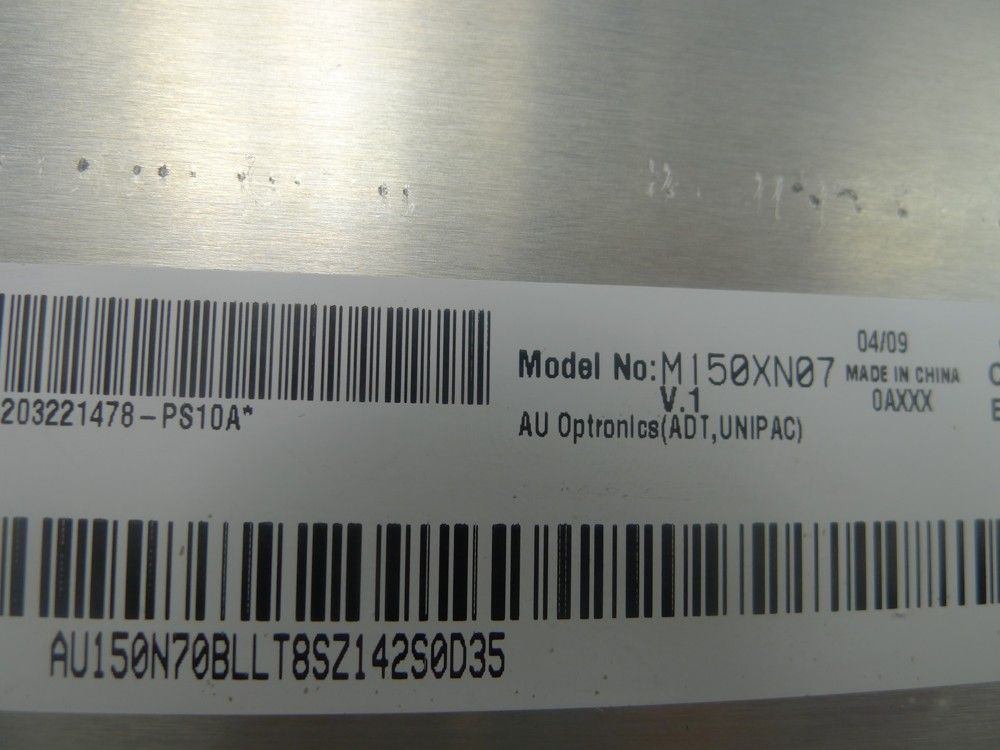 203221478-PS10A*
Model No:M150XN07
V.1
AU Optronics(ADT,UNIPAC)
04/09
MADE IN CHINA
0AXXX
AU150N70BLLT8SZ142S0D35